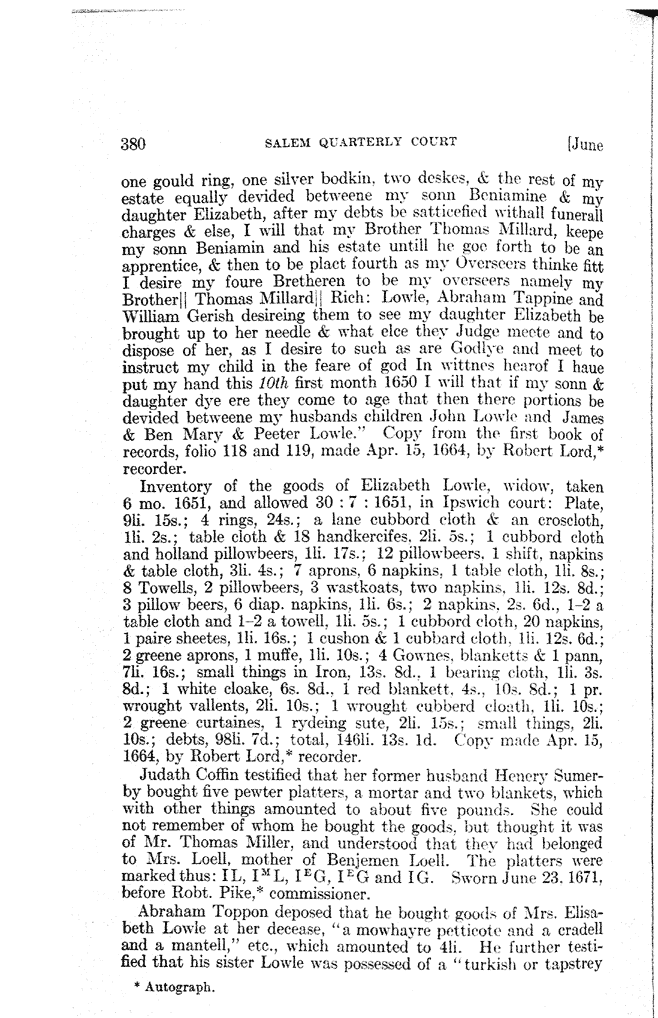 380 SALEM QUARTERLY COURT [June
one gould ring, one silver bodkin, two deskes, & the rest of my
estate equally devided betweene my sonn Beniamine & my
daughter Elizabeth, after my debts be satticefied withall funerall
charges & else, I will that my Brother Thomas Millard, keepe
my sonn Beniamin and his estate untill he goe forth to be an
apprentice, & then to be plact fourth as my Overseers thinke fitt
I desire my foure Bretheren to be my overseers namely my
Brother|| Thomas Millard|| Rich: Lowle, Abraham Tappine and
William Gerish desireing them to see my daughter Elizabeth be
brought up to her needle & what elce they Judge meete and to
dispose of her, as I desire to such as are Godlye and meet to
instruct my child in the feare of god In wittnes hearof I haue
put my hand this 10th first month 1650 I will that if my sonn &
daughter dye ere they come to age that then there portions be
devided betweene my husbands children John Lowle and James
& Ben Mary & Peeter Lowle." Copy from the first book of
records, folio 118 and 119, made Apr. 15, 1664, by Robert Lord,*
recorder.
Inventory of the goods of Elizabeth Lowle, widow, taken
6 mo. 1651, and allowed 30 : 7 : 1651, in Ipswich court: Plate,
9li. 15s.; 4 rings, 24s.; a lane cubbord cloth & an croscloth,
1li. 2s.; table cloth & 18 handkercifes, 2li. 5s.; 1 cubbord cloth
and holland pillowbeers, 1li. 17s.; 12 pillowbeers, 1 shift, napkins
& table cloth, 3li. 4s.; 7 aprons, 6 napkins, 1 table cloth, 1li. 8s.;
8 Towells, 2 pillowbeers, 3 wastkoats, two napkins, 1li. 12s. 8d.;
3 pillow beers, 6 diap. napkins, 1li. 6s.; 2 napkins, 2s. 6d., 1-2 a
table cloth and 1-2 a towell, 1li. 5s.; 1 cubbord cloth, 20 napkins,
1 paire sheetes, 1li. 16s.; 1 cushon & 1 cubbard cloth, 1li. 12s. 6d.;
2 greene aprons, 1 muffe, 1li. 10s.; 4 Gownes, blanketts & 1 pann,
7li. 16s.; small things in Iron, 13s. 8d., 1 bearing cloth, 1li. 3s.
8d.; 1 white cloake, 6s. 8d., 1 red blankett, 4s., 10s. 8d.; 1 pr.
wrought vallents, 2li. 10s.; 1 wrought cubberd cloath, 1li. 10s.;
2 greene curtaines, 1 rydeing sute, 2li. 15s.; small things, 2li.
10s.; debts, 98li. 7d.; total, 146li. 13s. 1d. Copy made Apr. 15,
1664, by Robert Lord,* recorder.
Judath Coffin testified that her former husband Henery Sumer-
by bought five pewter platters, a mortar and two blankets, which
with other things amounted to about five pounds. She could
not remember of whom he bought the goods, but thought it was
of Mr. Thomas Miller, and understood that they had belonged
to Mrs. Loell, mother of Benjemen Loell. The platters were
marked thus: I L, I M L, I E G, I E G and I G. Sworn June 23, 1671,
before Robt. Pike,* commissioner.
Abraham Toppon deposed that he bought goods of Mrs. Elisa-
beth Lowle at her decease, "a mowhayre petticote and a cradell
and a mantell," etc., which amounted to 4li. He further testi-
fied that his sister Lowle was possessed of a "turkish or tapstrey
* Autograph.